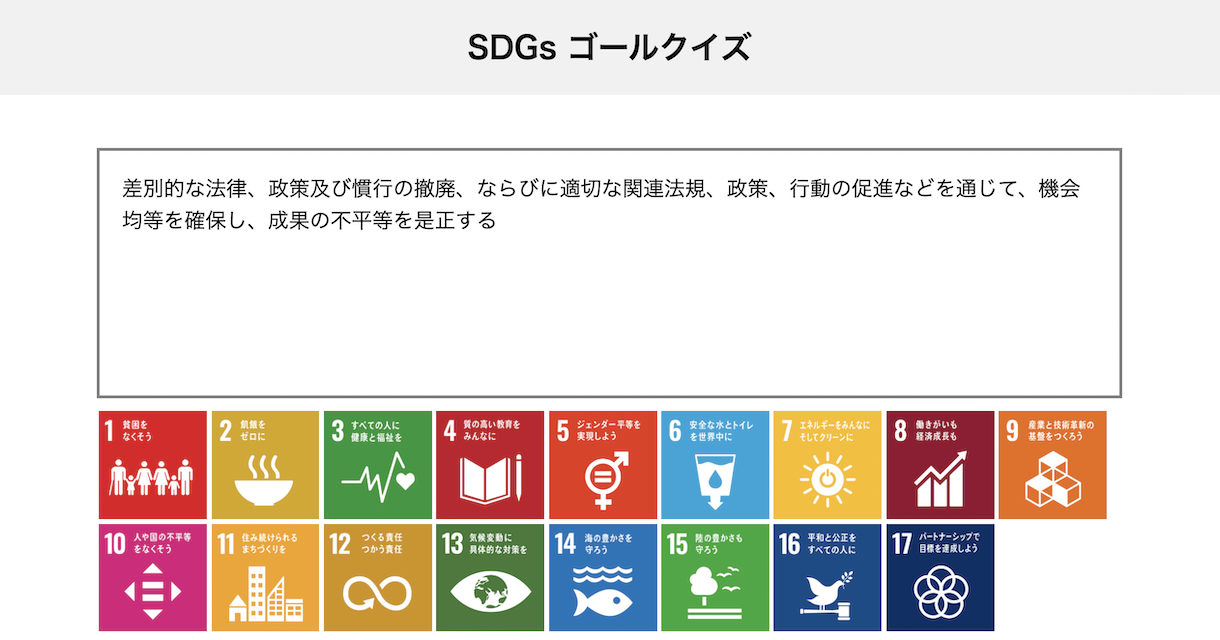 SDGs ゴールクイズ
差別的な法律、政策及び慣行の撤廃、ならびに適切な関連法規、政策、行動の促進などを通じて、機会
均等を確保し、成果の不平等を是正する
1 貧困を
なくそう
2 飢餓を
ゼロに
3 すべての人に
健康と福祉を
4 質の高い教育を
みんなに
5 ジェンダー平等を
実現しよう
6 安全な水とトイレ
を世界中に
7 エネルギーをみんなに
そしてクリーンに
8 働きがいも
経済成長も
9 産業と技術革新の
基盤をつくろう
10 人や国の不平等
をなくそう
11 住み続けられる
まちづくりを
12 つくる責任
つかう責任
13 気候変動に
具体的な対策を
14 海の豊かさを
守ろう
15 陸の豊かさも
守ろう
16 平和と公正を
すべての人に
17 パートナーシップで
目標を達成しよう